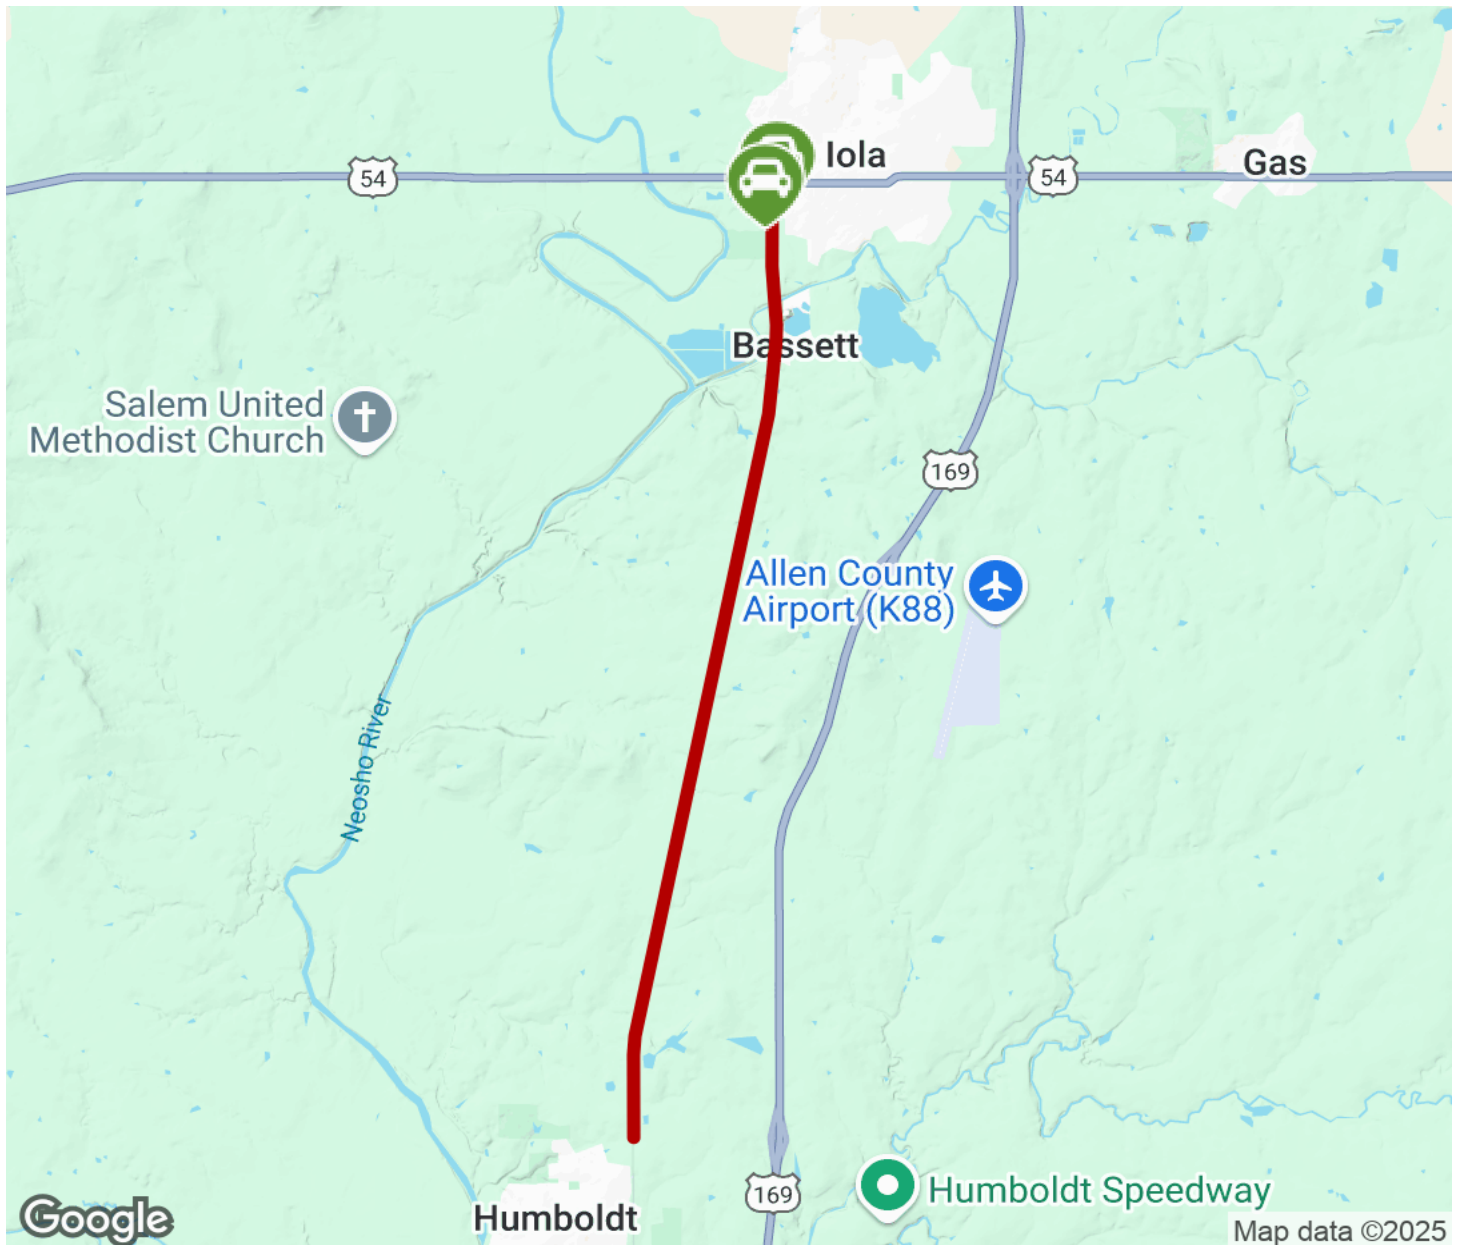 Iola
Gas
54
54
Bassett
Salem United
Methodist Church
169
Allen County
Airport (K88)
Neosho River
169
Humboldt Speedway
Humboldt
Google
Map data ©2025